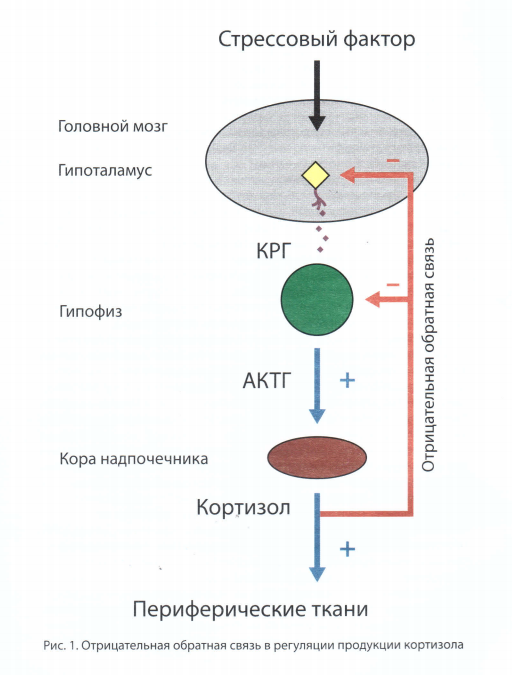 Стрессовый фактор
Головной мозг
Гипоталамус
–
КРГ
–
Гипофиз
Отрицательная обратная связь
АКТГ
+
Кора надпочечника
Кортизол
+
Периферические ткани
Рис. 1. Отрицательная обратная связь в регуляции продукции кортизола